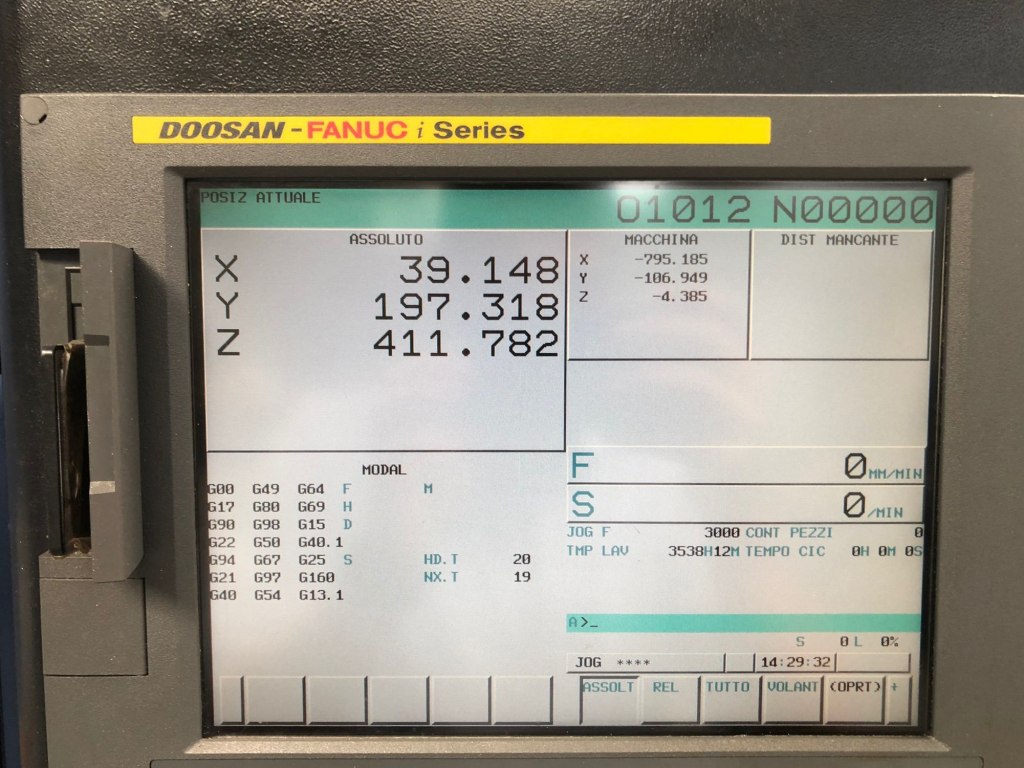 DOOSAN - FANUC i Series
POSIZ ATTUALE
O1012 N00000
ASSOLUTO
X 39.148
Y 197.318
Z 411.782
MACCHINA
X -795.185
Y -106.949
Z -4.385
DIST MANCANTE
MODAL
G00 G49 G64 F M
G17 G80 G69 H
G90 G98 G15 D
G22 G50 G40.1
G94 G67 G25 S HD.T 20
G21 G97 G160 NX.T 19
G40 G54 G13.1
F 0 MM/MIN
S 0 /MIN
JOG F 3000 CONT PEZZI 0
TMP LAV 3538H12M TEMPO CIC 0H 0M 0S
A>_
S 0 L 0%
JOG **** 14:29:32
ASSOLT REL TUTTO VOLANT (OPRT) +